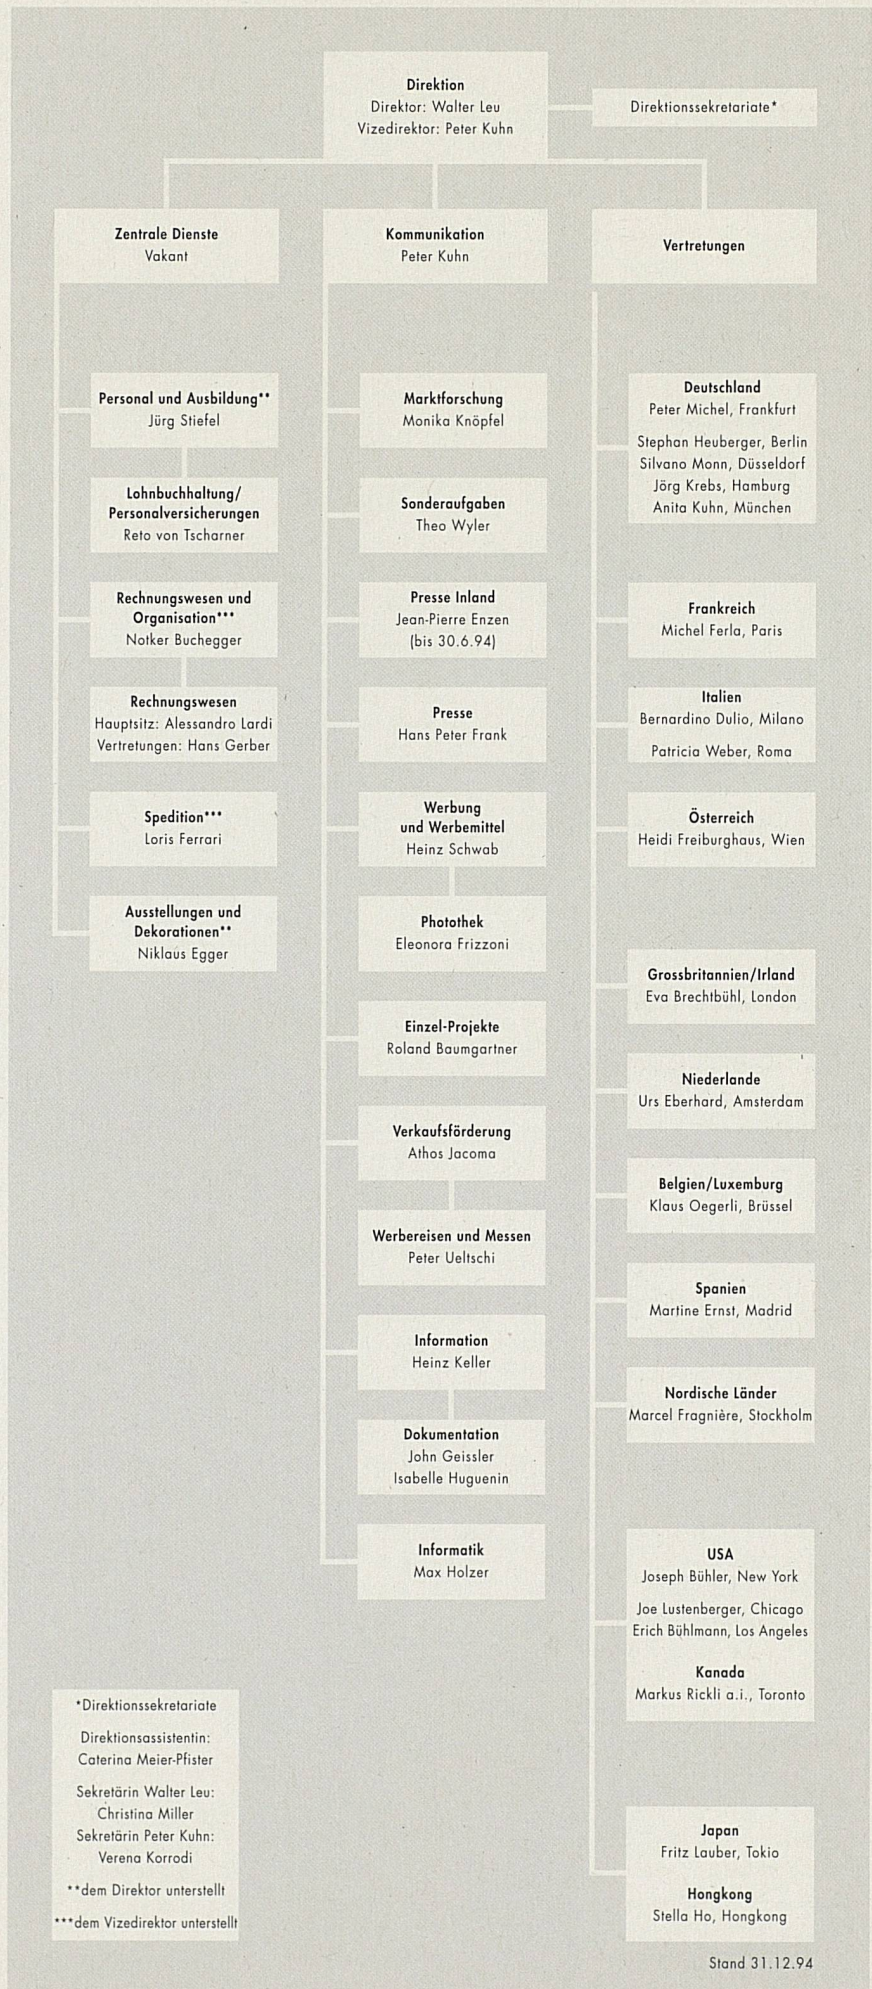 Direktion
Direktor: Walter Leu
Vizedirektor: Peter Kuhn
Direktionssekretariate*
Zentrale Dienste
Vakant
Personal und Ausbildung**
Jürg Stiefel
Lohnbuchhaltung/
Personalversicherungen
Reto von Tscharner
Rechnungswesen und
Organisation***
Notker Buchegger
Rechnungswesen
Hauptsitz: Alessandro Lardi
Vertretungen: Hans Gerber
Spedition***
Loris Ferrari
Ausstellungen und
Dekorationen**
Niklaus Egger
Kommunikation
Peter Kuhn
Marktforschung
Monika Knöpfel
Sonderaufgaben
Theo Wyler
Presse Inland
Jean-Pierre Enzen
(bis 30.6.94)
Presse
Hans Peter Frank
Werbung
und Werbemittel
Heinz Schwab
Photothek
Eleonora Frizzoni
Einzel-Projekte
Roland Baumgartner
Verkaufsförderung
Athos Jacoma
Werbereisen und Messen
Peter Ueltschi
Information
Heinz Keller
Dokumentation
John Geissler
Isabelle Huguenin
Informatik
Max Holzer
Vertretungen
Deutschland
Peter Michel, Frankfurt
Stephan Heuberger, Berlin
Silvano Monn, Düsseldorf
Jörg Krebs, Hamburg
Anita Kuhn, München
Frankreich
Michel Ferla, Paris
Italien
Bernardino Dulio, Milano
Patricia Weber, Roma
Österreich
Heidi Freiburghaus, Wien
Grossbritannien/Irland
Eva Brechtbühl, London
Niederlande
Urs Eberhard, Amsterdam
Belgien/Luxemburg
Klaus Oegerli, Brüssel
Spanien
Martine Ernst, Madrid
Nordische Länder
Marcel Fragnière, Stockholm
USA
Joseph Bühler, New York
Joe Lustenberger, Chicago
Erich Bühlmann, Los Angeles
Kanada
Markus Rickli a.i., Toronto
Japan
Fritz Lauber, Tokio
Hongkong
Stella Ho, Hongkong
*Direktionssekretariate
Direktionsassistentin:
Caterina Meier-Pfister
Sekretärin Walter Leu:
Christina Miller
Sekretärin Peter Kuhn:
Verena Korrodi
**dem Direktor unterstellt
***dem Vizedirektor unterstellt
Stand 31.12.94